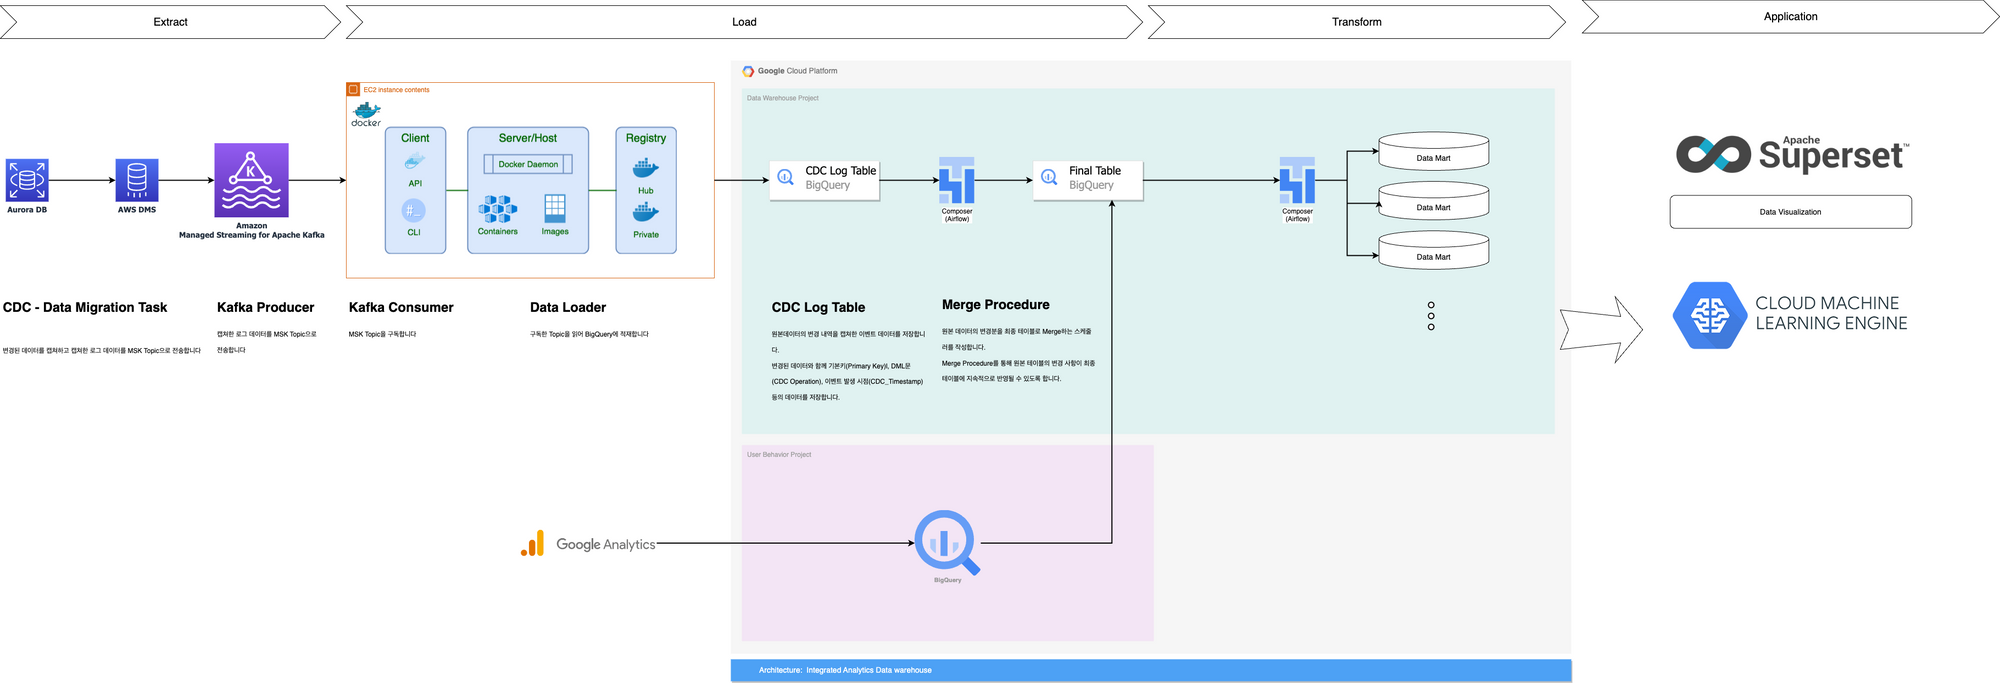 Extract
Load
Transform
Application
Google Cloud Platform
EC2 instance contents
Data Warehouse Project
docker
Client
Server/Host
Registry
Docker Daemon
API
Hub
#_
CLI
Containers
Images
Private
Aurora DB
AWS DMS
K
Amazon
Managed Streaming for Apache Kafka
CDC Log Table
BigQuery
Composer
(Airflow)
Final Table
BigQuery
Composer
(Airflow)
Data Mart
Data Mart
Data Mart
Apache
Superset™
Data Visualization
CLOUD MACHINE
LEARNING ENGINE
CDC - Data Migration Task
변경된 데이터를 캡쳐하고 캡쳐한 로그 데이터를 MSK Topic으로 전송합니다
Kafka Producer
캡쳐한 로그 데이터를 MSK Topic으로
전송합니다
Kafka Consumer
MSK Topic을 구독합니다
Data Loader
구독한 Topic을 읽어 BigQuery에 적재합니다
CDC Log Table
원본데이터의 변경 내역을 캡쳐한 이벤트 데이터를 저장합니
다.
변경된 데이터와 함께 기본키(Primary Key)l, DML문
(CDC Operation), 이벤트 발생 시점(CDC_Timestamp)
등의 데이터를 저장합니다.
Merge Procedure
원본 데이터의 변경분을 최종 테이블로 Merge하는 스케줄
러를 작성합니다.
Merge Procedure를 통해 원본 테이블의 변경 사항이 최종
테이블에 지속적으로 반영될 수 있도록 합니다.
User Behavior Project
Google Analytics
BigQuery
Architecture: Integrated Analytics Data warehouse